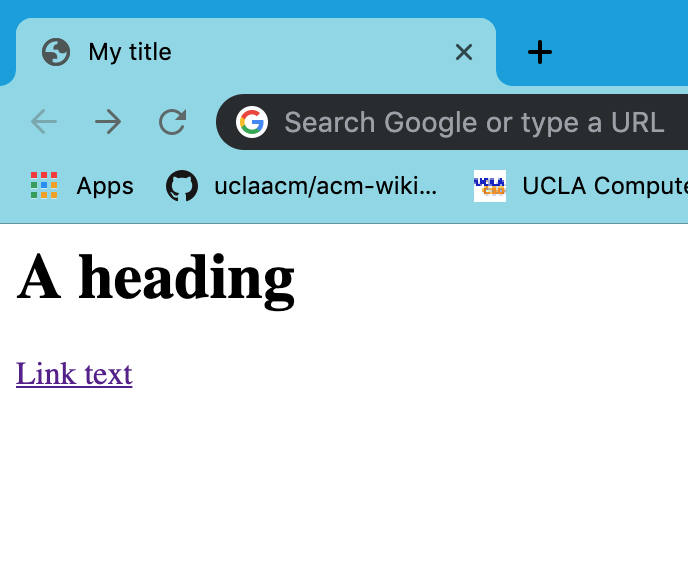 My title
Search Google or type a URL
Apps uclaacm/acm-wiki... UCLA Compute
A heading
Link text